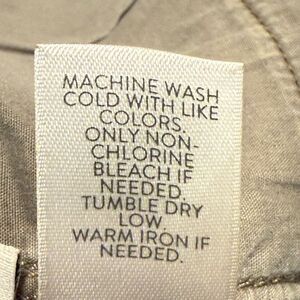 MACHINE WASH
COLD WITH LIKE
COLORS.
ONLY NON-
CHLORINE
BLEACH IF
NEEDED.
TUMBLE DRY
LOW.
WARM IRON IF
NEEDED.